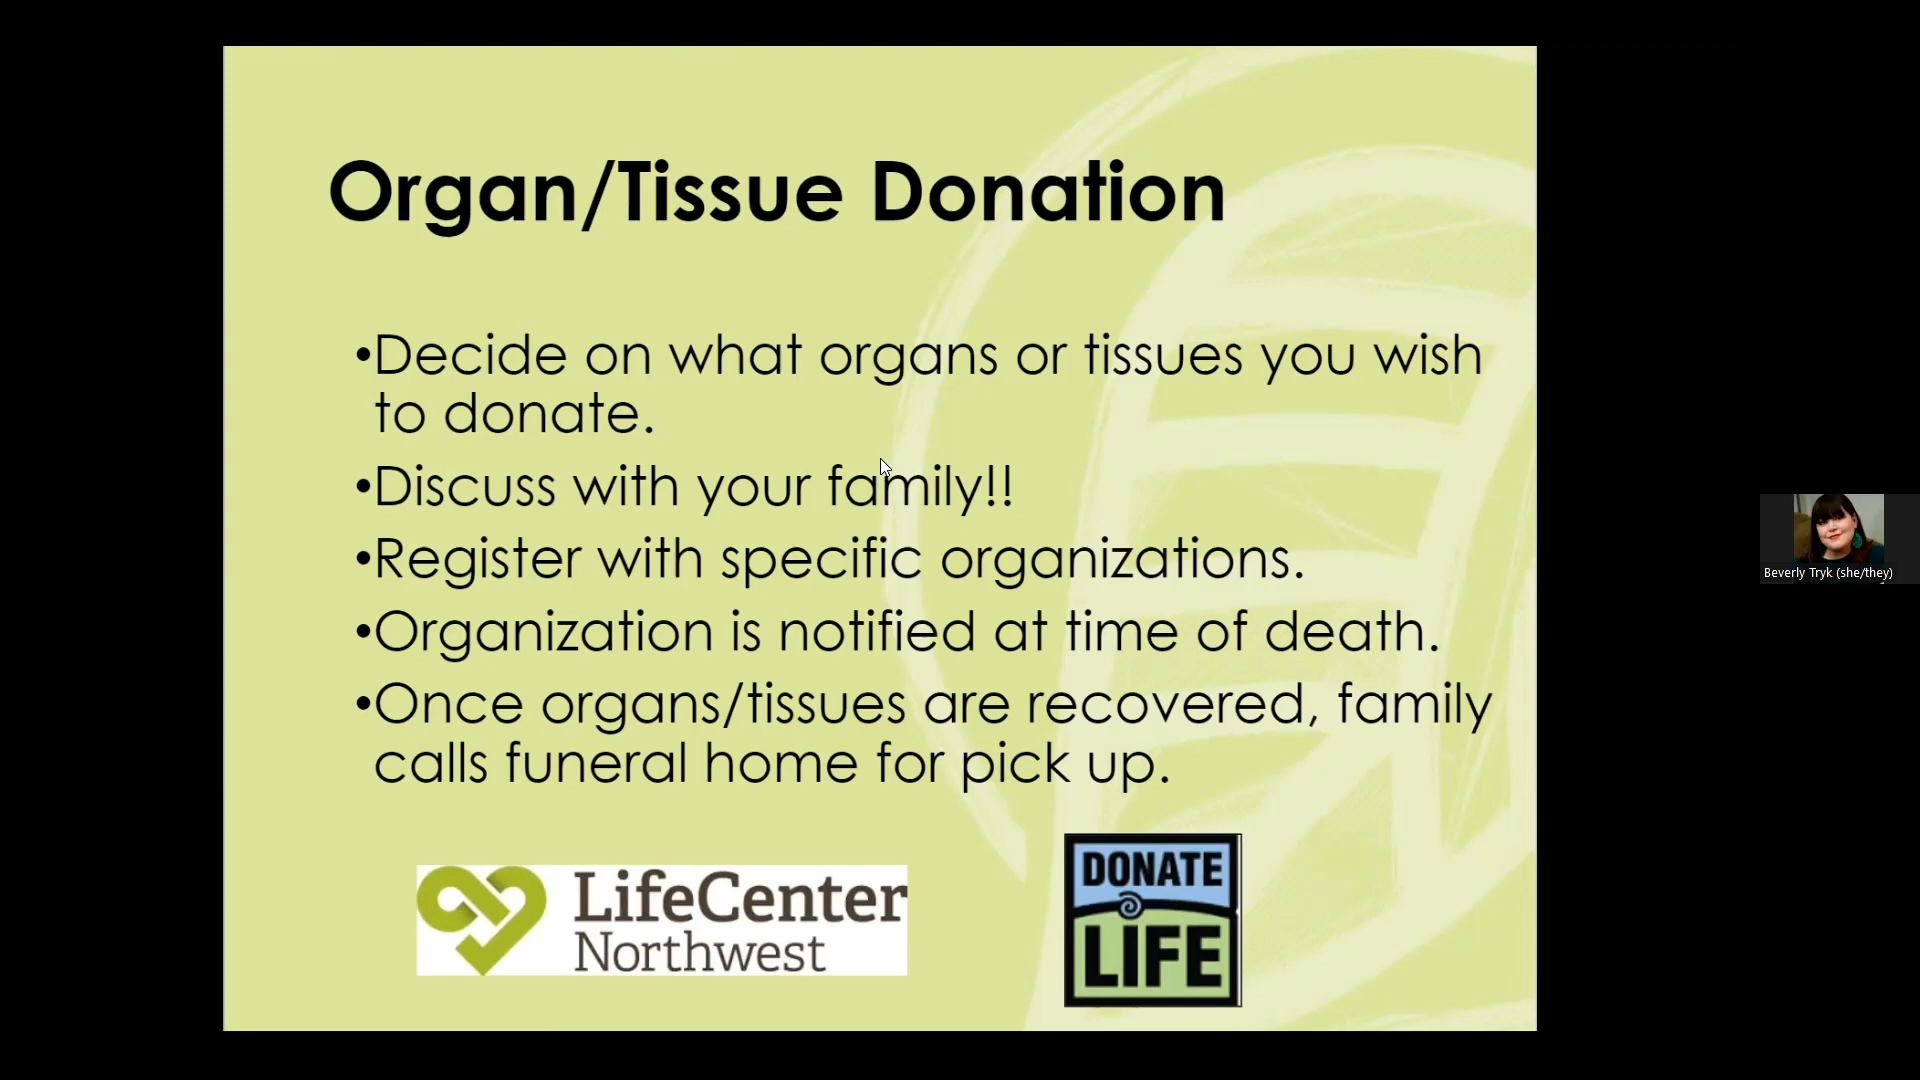 Organ/Tissue Donation
•Decide on what organs or tissues you wish
to donate.
•Discuss with your family!!
•Register with specific organizations.
•Organization is notified at time of death.
•Once organs/tissues are recovered, family
calls funeral home for pick up.
LifeCenter
Northwest
DONATE
LIFE
Beverly Tryk (she/they)